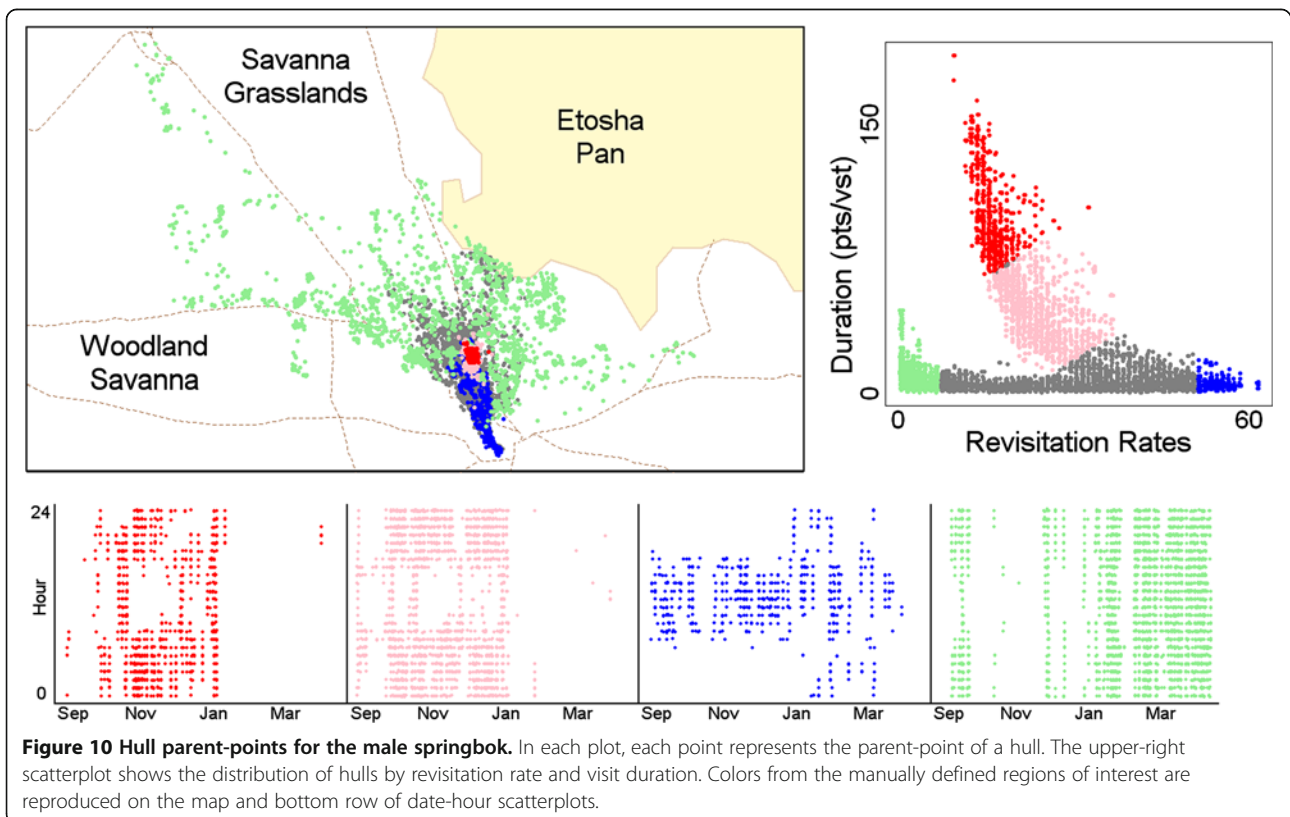 Savanna
Grasslands
Etosha
Pan
Woodland
Savanna
150
Duration (pts/vst)
0
0
60
Revisitation Rates
24
Hour
0
Sep Nov Jan Mar
Sep Nov Jan Mar
Sep Nov Jan Mar
Sep Nov Jan Mar
Figure 10 Hull parent-points for the male springbok. In each plot, each point represents the parent-point of a hull. The upper-right
scatterplot shows the distribution of hulls by revisitation rate and visit duration. Colors from the manually defined regions of interest are
reproduced on the map and bottom row of date-hour scatterplots.